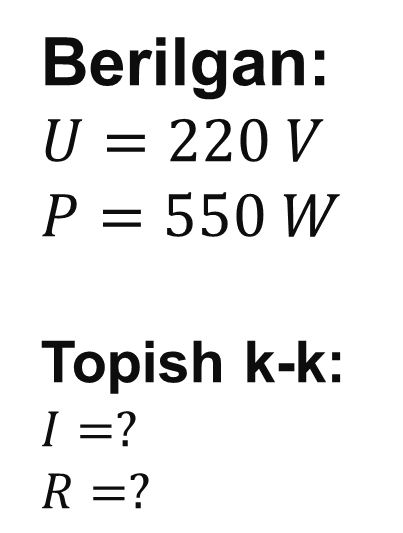 Berilgan:
U = 220 V
P = 550 W
Topish k-k:
I =?
R =?